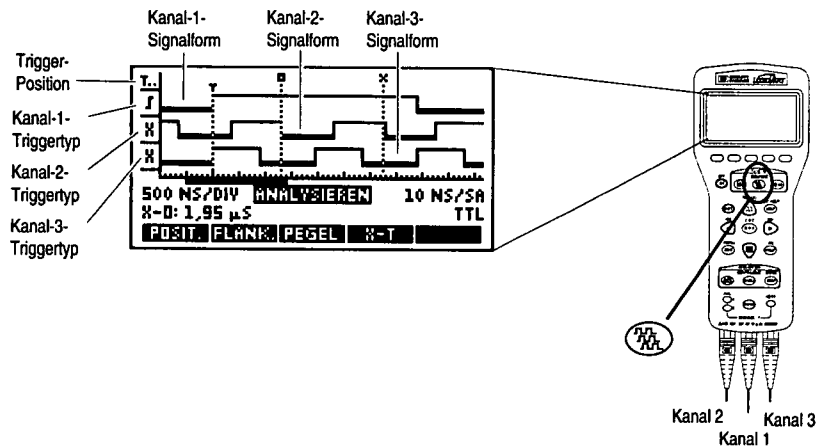 Kanal-1-
Signalform
Kanal-2-
Signalform
Kanal-3-
Signalform
Trigger-
Position
Kanal-1-
Triggertyp
Kanal-2-
Triggertyp
Kanal-3-
Triggertyp
T..
X
X
T
O
X
500 NS/DIV ANALYSIEREN 10 NS/SA
X-O: 1,95 µS TTL
POSIT. FLANK. PEGEL X-T
Kanal 2
Kanal 1
Kanal 3